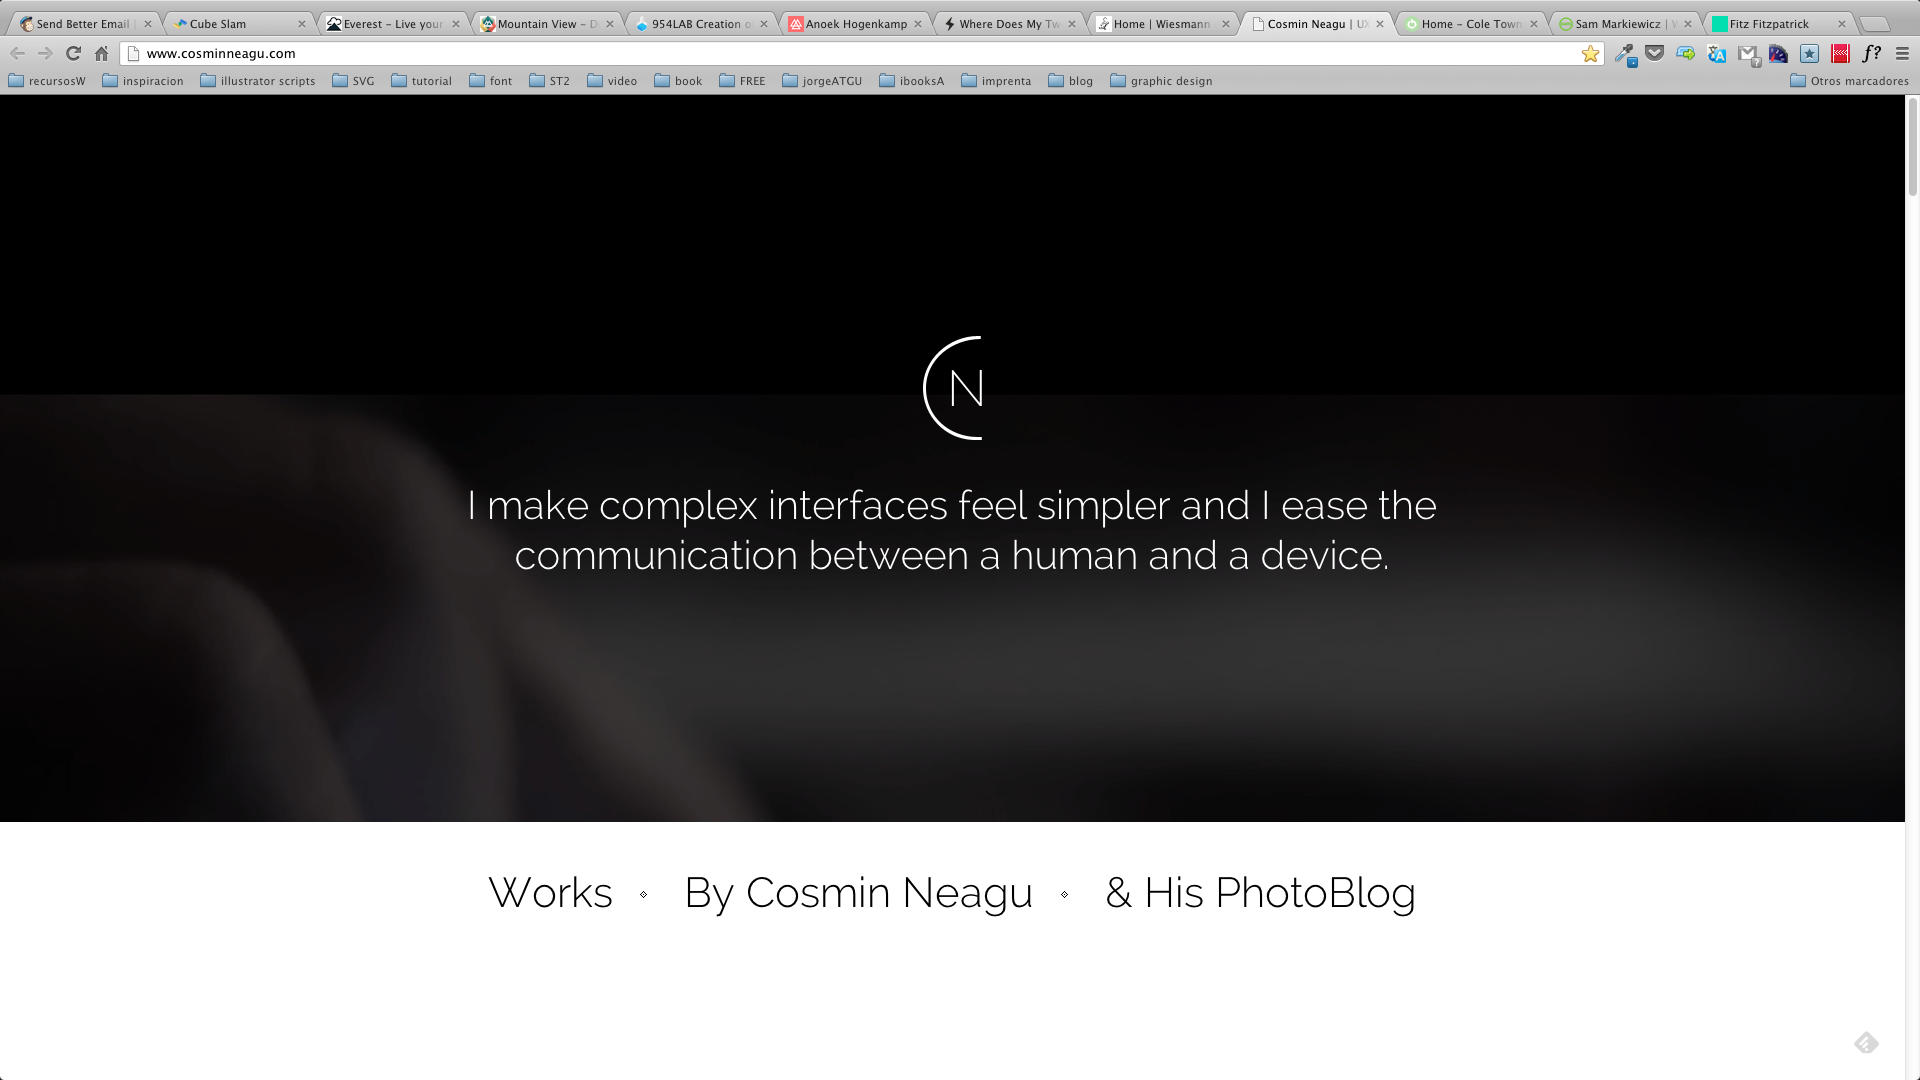 Send Better Email
Cube Slam
Everest – Live your
Mountain View – D
954LAB Creation o
Anoek Hogenkamp
Where Does My Tw
Home | Wiesmann
Cosmin Neagu | UX
Home – Cole Town
Sam Markiewicz |
Fitz Fitzpatrick
www.cosminneagu.com
f?
recursosW
inspiracion
illustrator scripts
SVG
tutorial
font
ST2
video
book
FREE
jorgeATGU
ibooksA
imprenta
blog
graphic design
Otros marcadores
CN
I make complex interfaces feel simpler and I ease the
communication between a human and a device.
Works ⋄ By Cosmin Neagu ⋄ & His PhotoBlog